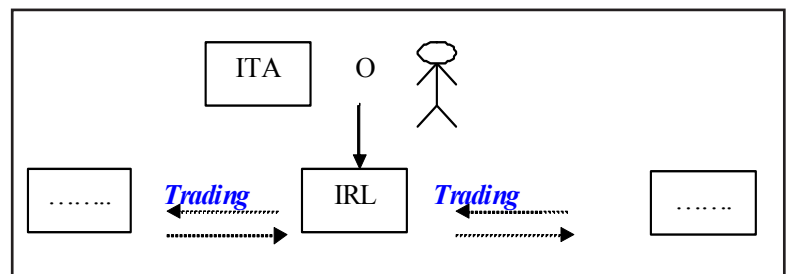 ITA O
Trading Trading
…….. IRL …….